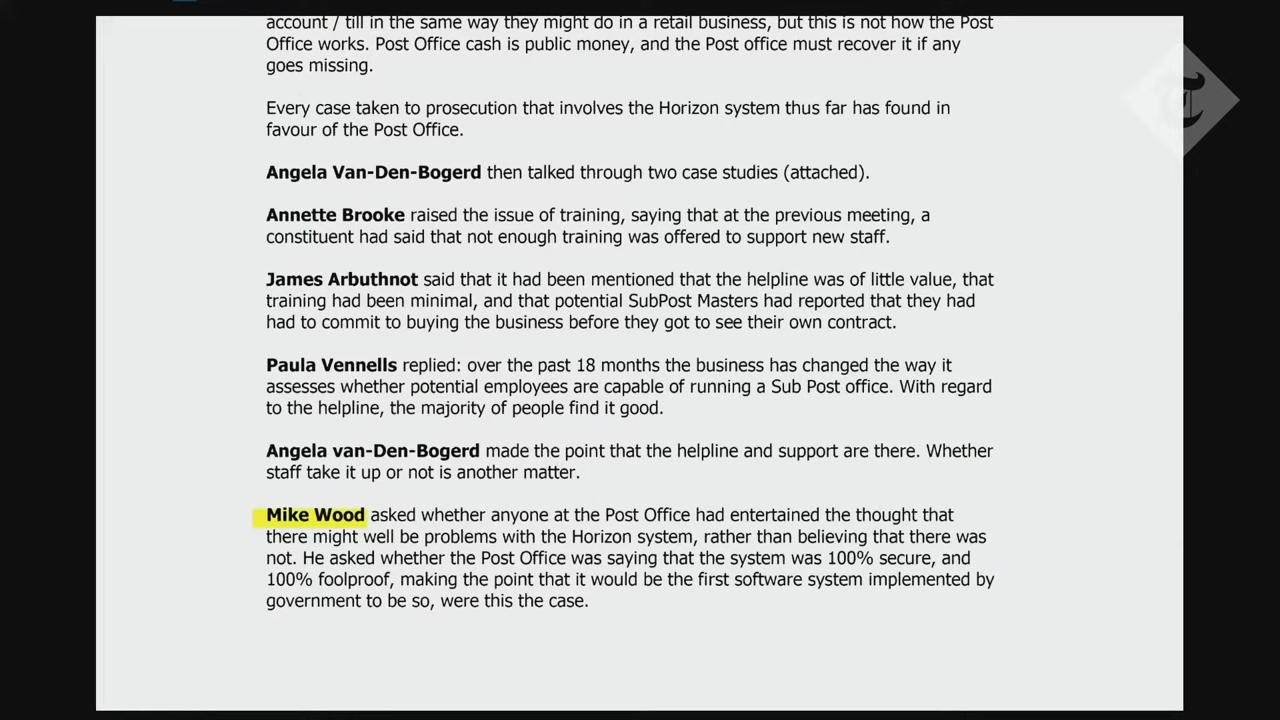 account / till in the same way they might do in a retail business, but this is not how the Post
Office works. Post Office cash is public money, and the Post office must recover it if any
goes missing.
Every case taken to prosecution that involves the Horizon system thus far has found in
favour of the Post Office.
Angela Van-Den-Bogerd then talked through two case studies (attached).
Annette Brooke raised the issue of training, saying that at the previous meeting, a
constituent had said that not enough training was offered to support new staff.
James Arbuthnot said that it had been mentioned that the helpline was of little value, that
training had been minimal, and that potential SubPost Masters had reported that they had
had to commit to buying the business before they got to see their own contract.
Paula Vennells replied: over the past 18 months the business has changed the way it
assesses whether potential employees are capable of running a Sub Post office. With regard
to the helpline, the majority of people find it good.
Angela van-Den-Bogerd made the point that the helpline and support are there. Whether
staff take it up or not is another matter.
Mike Wood asked whether anyone at the Post Office had entertained the thought that
there might well be problems with the Horizon system, rather than believing that there was
not. He asked whether the Post Office was saying that the system was 100% secure, and
100% foolproof, making the point that it would be the first software system implemented by
government to be so, were this the case.